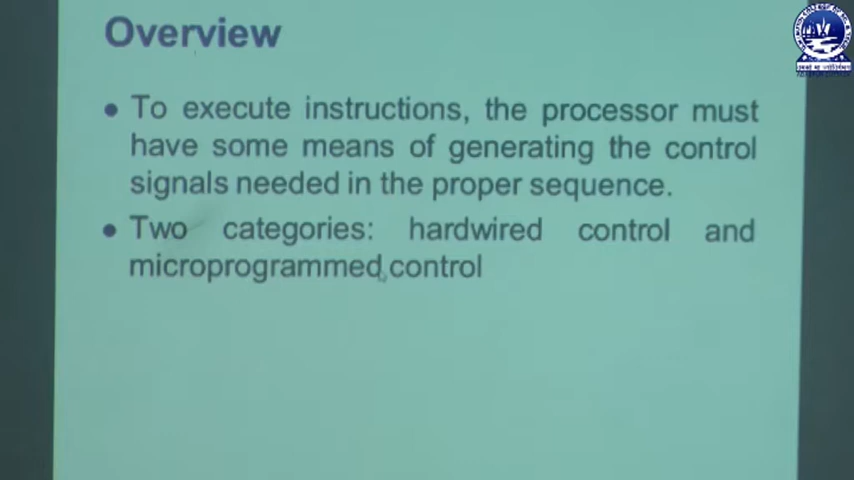 Overview
• To execute instructions, the processor must
have some means of generating the control
signals needed in the proper sequence.
• Two categories: hardwired control and
microprogrammed control